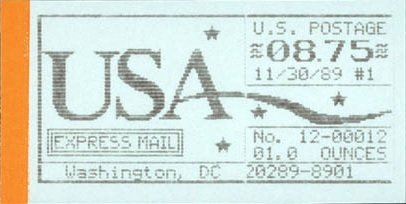 U.S. POSTAGE
USA
≈08.75≈
11/30/89 #1
EXPRESS MAIL
No. 12-00012
01.0 OUNCES
Washington, DC 20289-8901